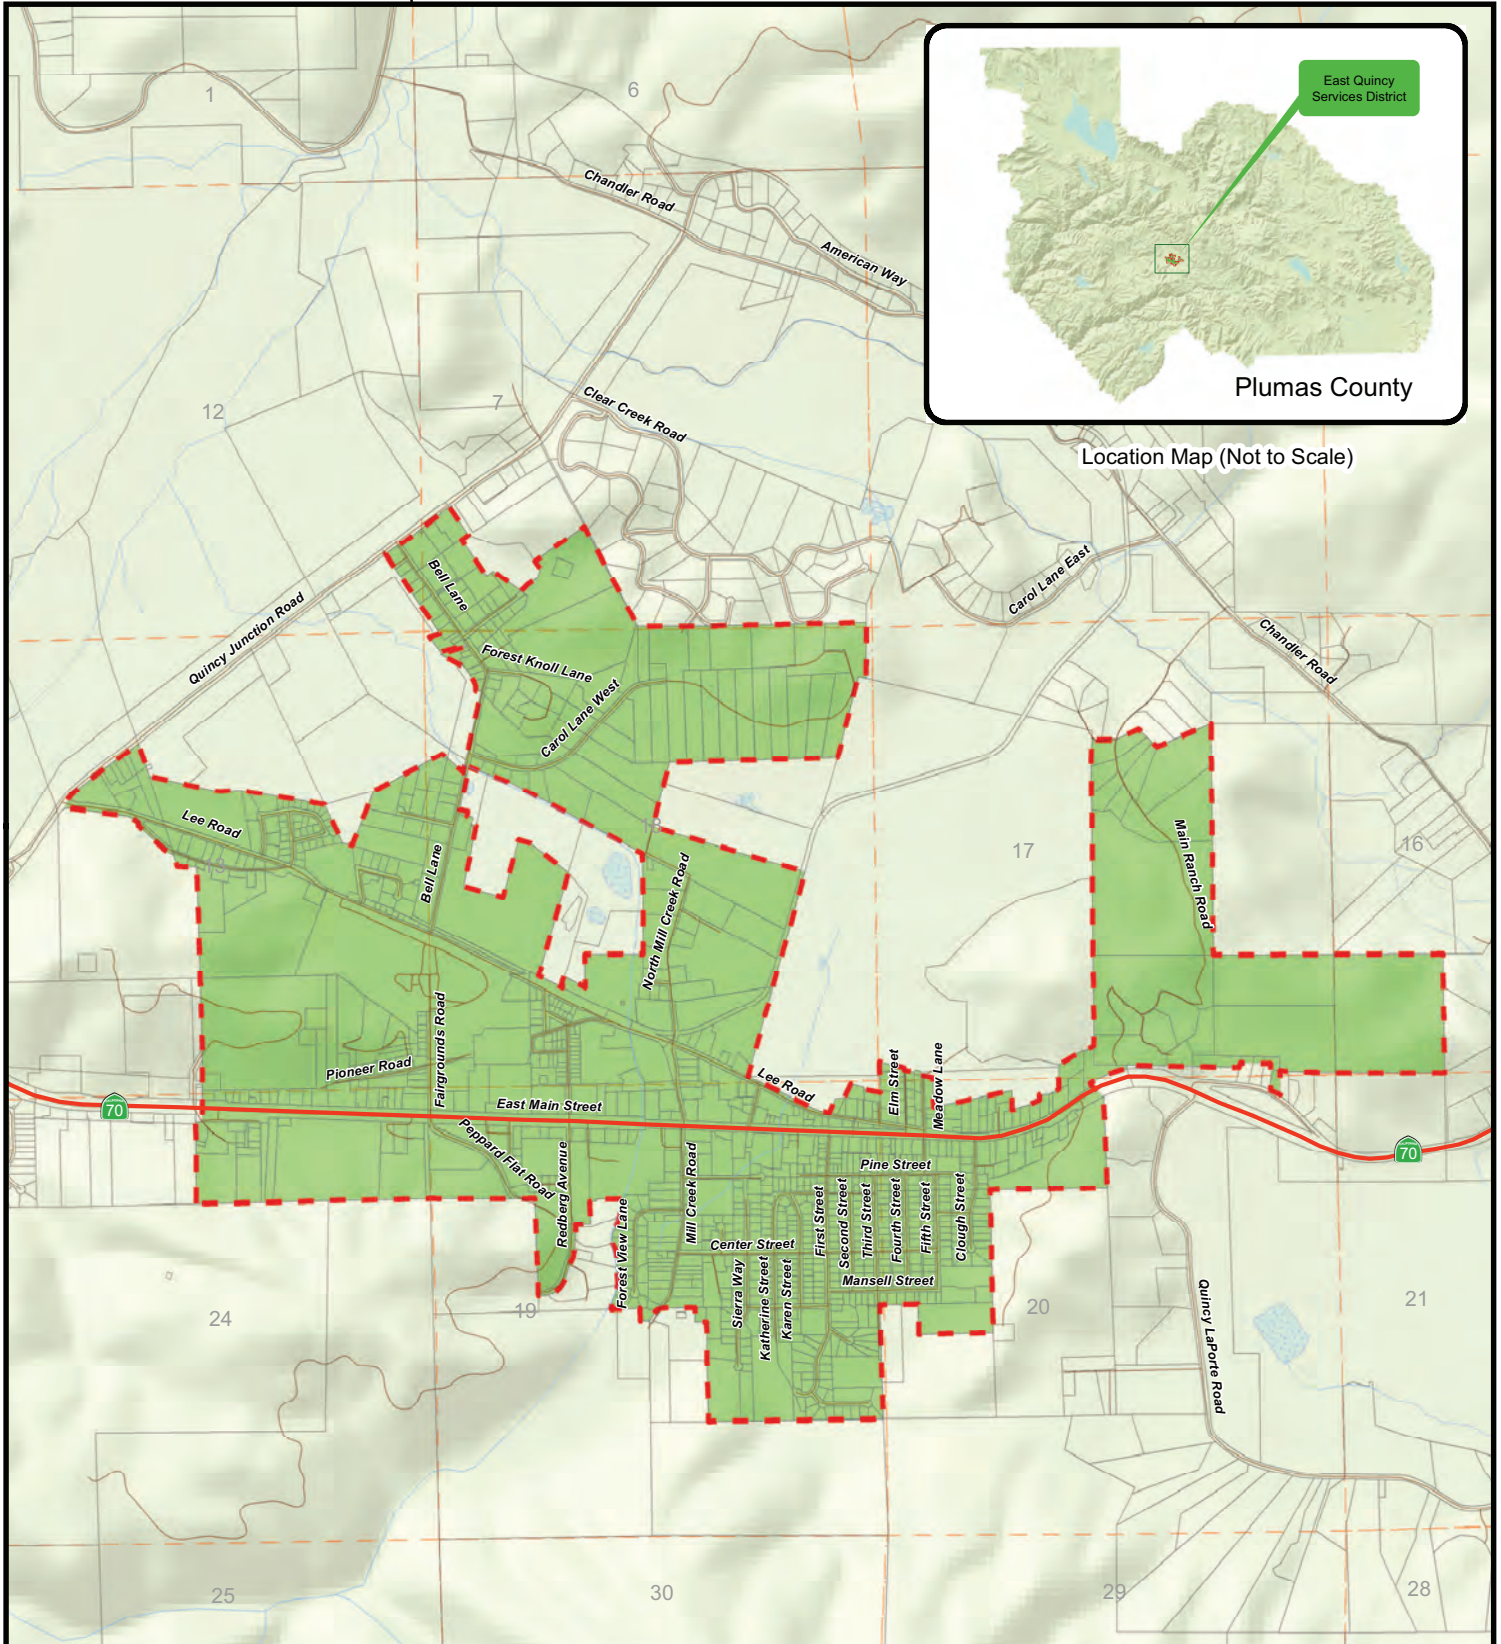 1
6
East Quincy
Services District
Plumas County
Location Map (Not to Scale)
Chandler Road
American Way
12
7
Clear Creek Road
Bell Lane
Carol Lane East
Quincy Junction Road
Forest Knoll Lane
Carol Lane West
Chandler Road
Lee Road
13
18
Bell Lane
North Mill Creek Road
17
Main Ranch Road
16
Fairgrounds Road
Pioneer Road
Lee Road
Elm Street
Meadow Lane
70
East Main Street
Peppard Flat Road
Redberg Avenue
Mill Creek Road
Pine Street
70
Forest View Lane
First Street
Second Street
Third Street
Fourth Street
Fifth Street
Clough Street
Center Street
Sierra Way
Katherine Street
Karen Street
Mansell Street
24
19
20
Quincy LaPorte Road
21
25
30
29
28